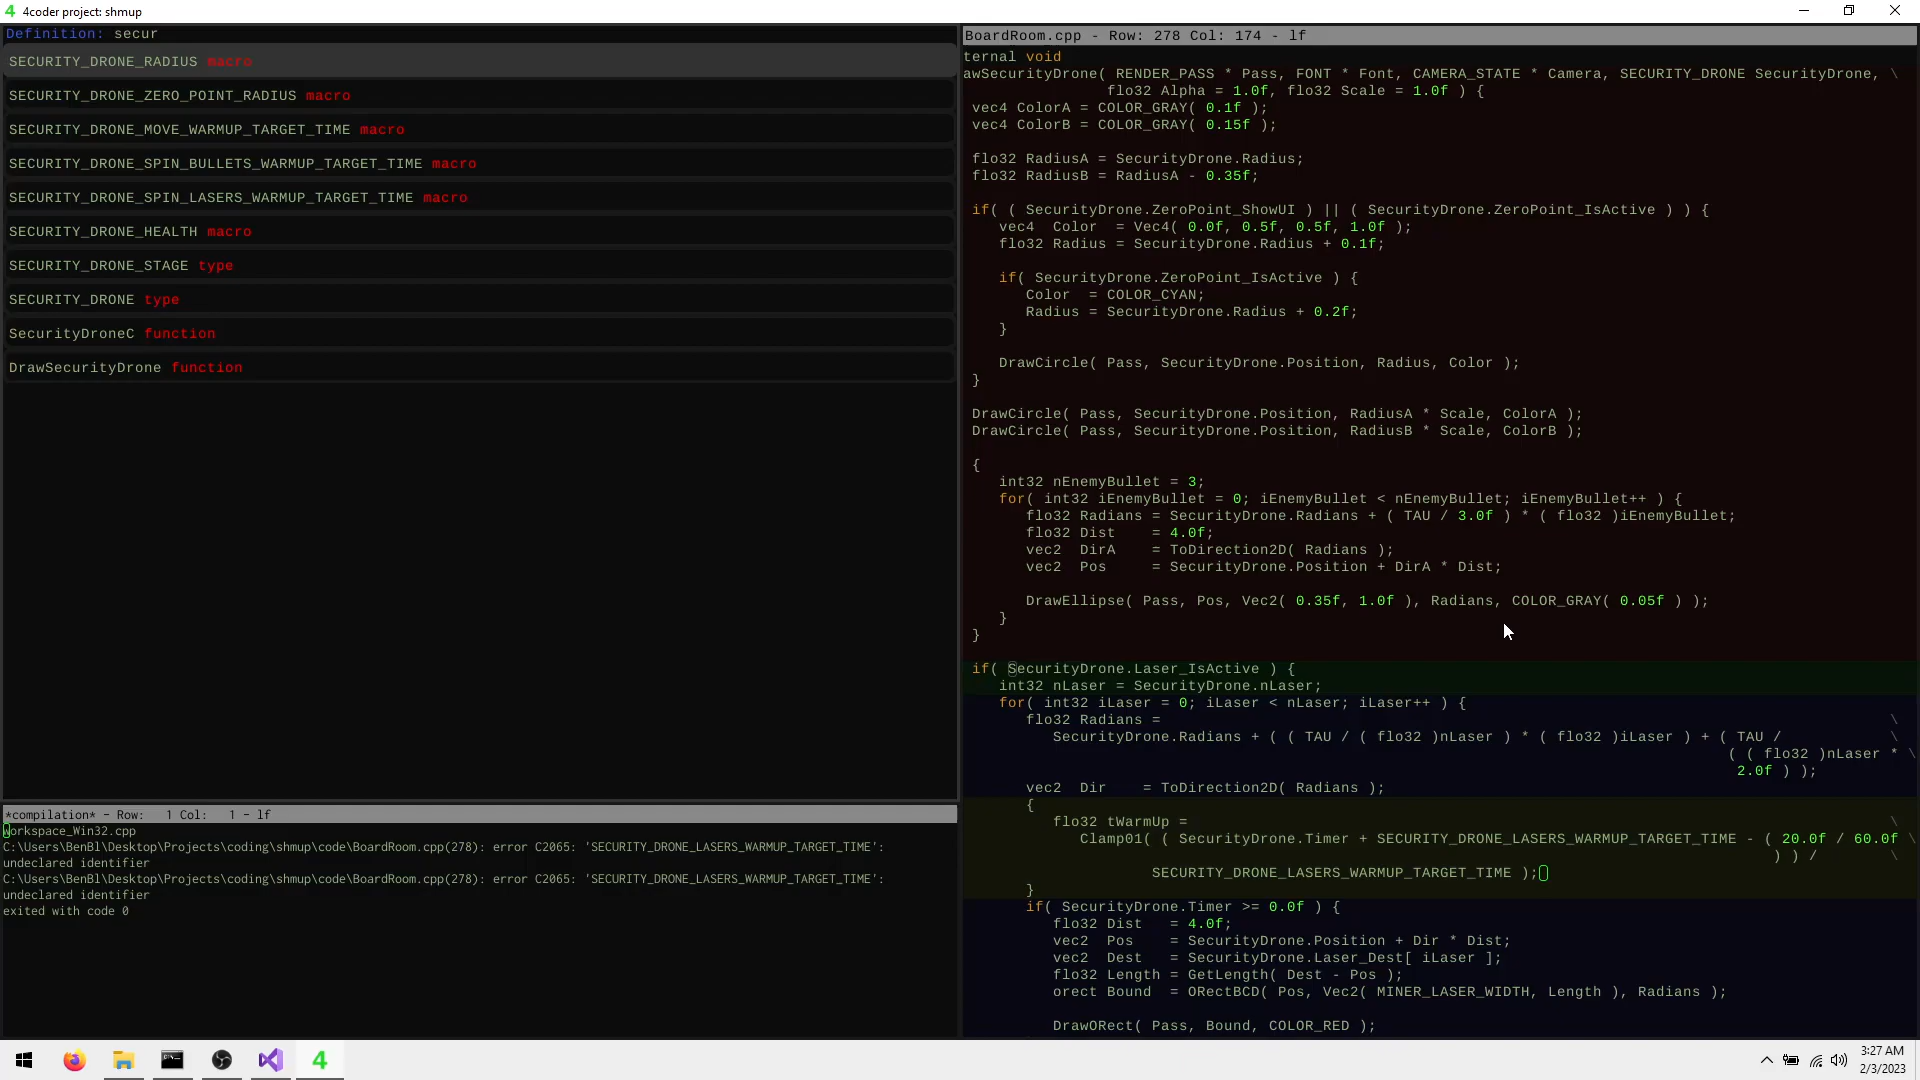 4 4coder project: shmup
Definition: secur
SECURITY_DRONE_RADIUS macro
SECURITY_DRONE_ZERO_POINT_RADIUS macro
SECURITY_DRONE_MOVE_WARMUP_TARGET_TIME macro
SECURITY_DRONE_SPIN_BULLETS_WARMUP_TARGET_TIME macro
SECURITY_DRONE_SPIN_LASERS_WARMUP_TARGET_TIME macro
SECURITY_DRONE_HEALTH macro
SECURITY_DRONE_STAGE type
SECURITY_DRONE type
SecurityDroneC function
DrawSecurityDrone function
*compilation* - Row:   1 Col:   1 - lf
Workspace_Win32.cpp
C:\Users\BenBl\Desktop\Projects\coding\shmup\code\BoardRoom.cpp(278): error C2065: 'SECURITY_DRONE_LASERS_WARMUP_TARGET_TIME':
undeclared identifier
C:\Users\BenBl\Desktop\Projects\coding\shmup\code\BoardRoom.cpp(278): error C2065: 'SECURITY_DRONE_LASERS_WARMUP_TARGET_TIME':
undeclared identifier
exited with code 0
BoardRoom.cpp - Row: 278 Col: 174 - lf
ternal void
awSecurityDrone( RENDER_PASS * Pass, FONT * Font, CAMERA_STATE * Camera, SECURITY_DRONE SecurityDrone, \
flo32 Alpha = 1.0f, flo32 Scale = 1.0f ) {
vec4 ColorA = COLOR_GRAY( 0.1f );
vec4 ColorB = COLOR_GRAY( 0.15f );
flo32 RadiusA = SecurityDrone.Radius;
flo32 RadiusB = RadiusA - 0.35f;
if( ( SecurityDrone.ZeroPoint_ShowUI ) || ( SecurityDrone.ZeroPoint_IsActive ) ) {
vec4  Color  = Vec4( 0.0f, 0.5f, 0.5f, 1.0f );
flo32 Radius = SecurityDrone.Radius + 0.1f;
if( SecurityDrone.ZeroPoint_IsActive ) {
Color  = COLOR_CYAN;
Radius = SecurityDrone.Radius + 0.2f;
}
DrawCircle( Pass, SecurityDrone.Position, Radius, Color );
}
DrawCircle( Pass, SecurityDrone.Position, RadiusA * Scale, ColorA );
DrawCircle( Pass, SecurityDrone.Position, RadiusB * Scale, ColorB );
{
int32 nEnemyBullet = 3;
for( int32 iEnemyBullet = 0; iEnemyBullet < nEnemyBullet; iEnemyBullet++ ) {
flo32 Radians = SecurityDrone.Radians + ( TAU / 3.0f ) * ( flo32 )iEnemyBullet;
flo32 Dist    = 4.0f;
vec2  DirA    = ToDirection2D( Radians );
vec2  Pos     = SecurityDrone.Position + DirA * Dist;
DrawEllipse( Pass, Pos, Vec2( 0.35f, 1.0f ), Radians, COLOR_GRAY( 0.05f ) );
}
}
if( SecurityDrone.Laser_IsActive ) {
int32 nLaser = SecurityDrone.nLaser;
for( int32 iLaser = 0; iLaser < nLaser; iLaser++ ) {
flo32 Radians = \
SecurityDrone.Radians + ( ( TAU / ( flo32 )nLaser ) * ( flo32 )iLaser ) + ( TAU / \
( ( flo32 )nLaser * \
2.0f ) );
vec2  Dir    = ToDirection2D( Radians );
{
flo32 tWarmUp = \
Clamp01( ( SecurityDrone.Timer + SECURITY_DRONE_LASERS_WARMUP_TARGET_TIME - ( 20.0f / 60.0f \
) ) / \
SECURITY_DRONE_LASERS_WARMUP_TARGET_TIME );
}
if( SecurityDrone.Timer >= 0.0f ) {
flo32 Dist   = 4.0f;
vec2  Pos    = SecurityDrone.Position + Dir * Dist;
vec2  Dest   = SecurityDrone.Laser_Dest[ iLaser ];
flo32 Length = GetLength( Dest - Pos );
orect Bound  = ORectBCD( Pos, Vec2( MINER_LASER_WIDTH, Length ), Radians );
DrawORect( Pass, Bound, COLOR_RED );
4
3:27 AM
2/3/2023